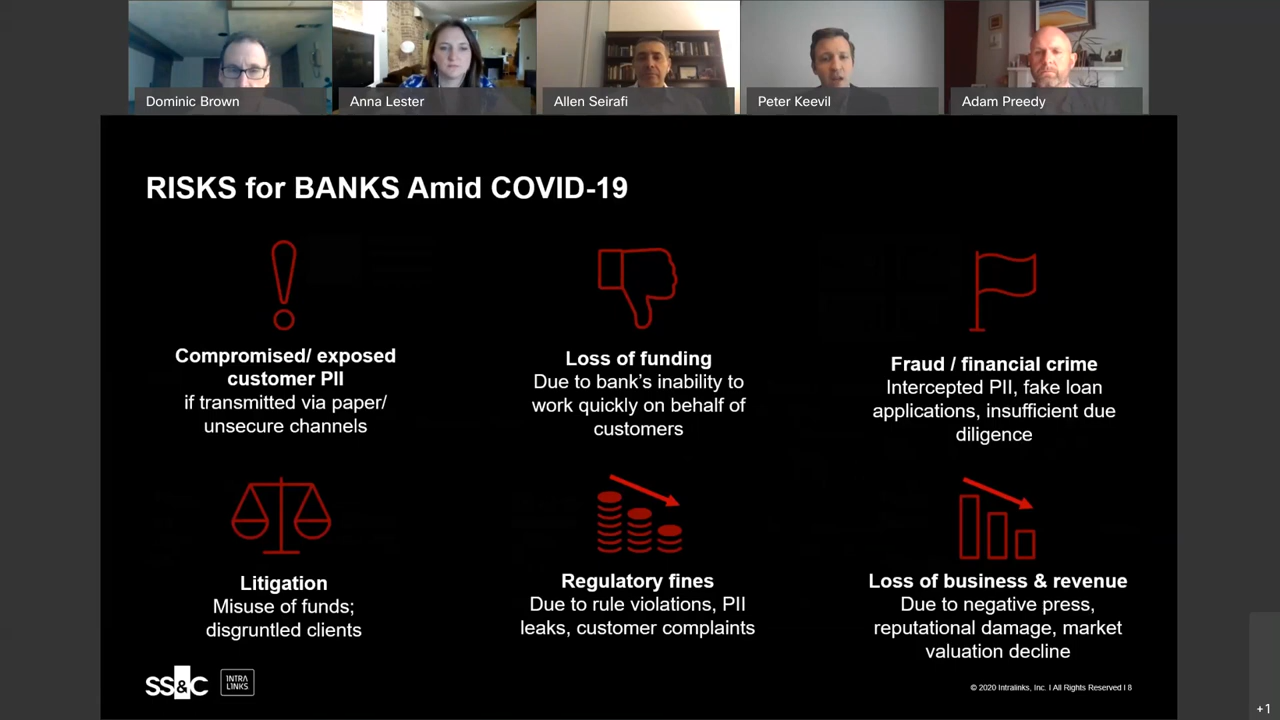 Dominic Brown
Anna Lester
Allen Seirafi
Peter Keevil
Adam Preedy
RISKS for BANKS Amid COVID-19
Compromised/ exposed
customer PII
if transmitted via paper/
unsecure channels
Loss of funding
Due to bank's inability to
work quickly on behalf of
customers
Fraud / financial crime
Intercepted PII, fake loan
applications, insufficient due
diligence
Litigation
Misuse of funds;
disgruntled clients
Regulatory fines
Due to rule violations, PII
leaks, customer complaints
Loss of business & revenue
Due to negative press,
reputational damage, market
valuation decline
SS&C
INTRA
LINKS
© 2020 Intralinks, Inc. I All Rights Reserved I 8
+1